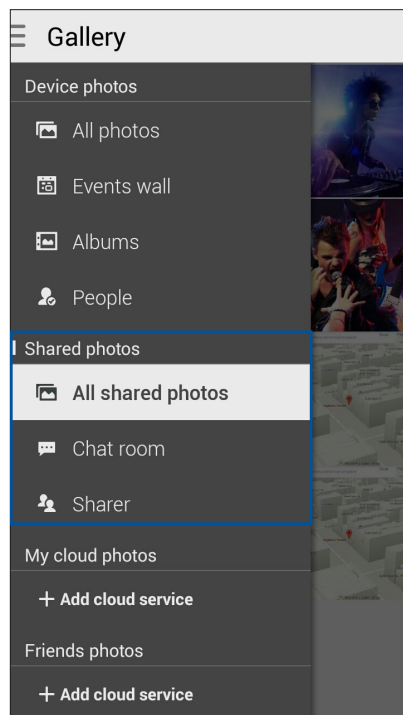 Gallery
Device photos
All photos
Events wall
Albums
People
Shared photos
All shared photos
Chat room
Sharer
My cloud photos
+ Add cloud service
Friends photos
+ Add cloud service